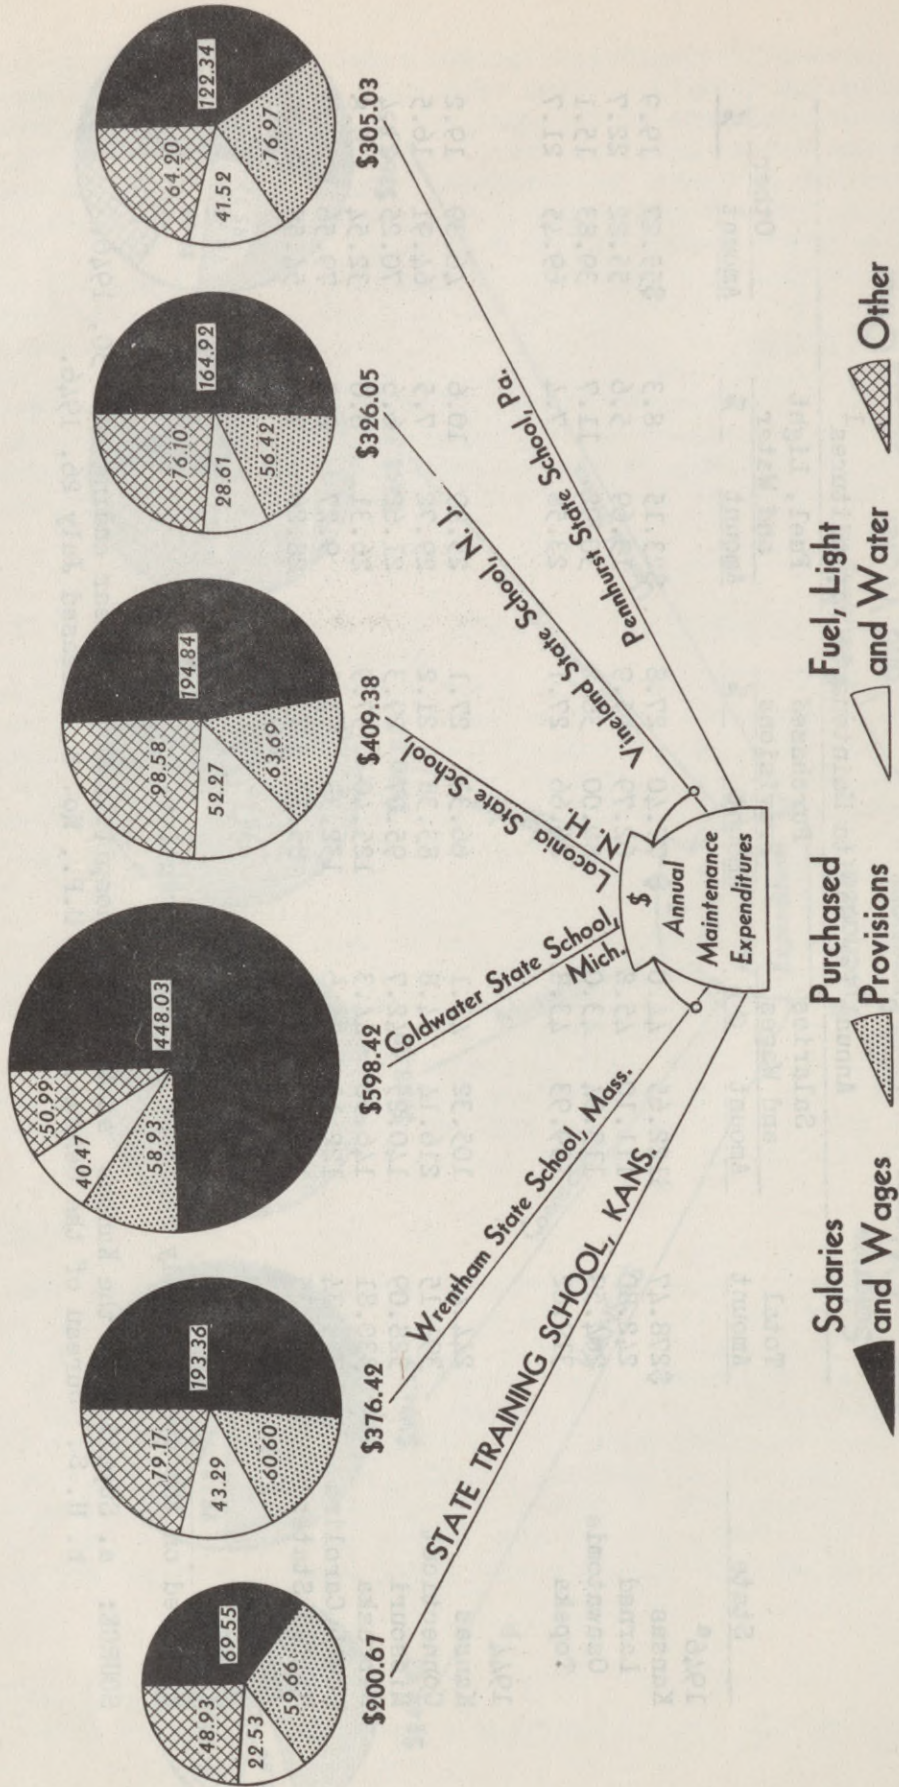 48.93
69.55
22.53
59.66
$200.67
79.17
193.36
43.29
60.60
$376.42
50.99
448.03
40.47
58.93
$598.42
98.58
194.84
52.27
63.69
$409.38
76.10
164.92
28.61
56.42
$326.05
64.20
122.34
41.52
76.97
$305.03
STATE TRAINING SCHOOL, KANS.
Wrentham State School, Mass.
Coldwater State School,
Mich.
Laconia State School,
N. H.
Vineland State School, N. J.
Pennhurst State School, Pa.
$
Annual
Maintenance
Expenditures
Salaries
and Wages
Purchased
Provisions
Fuel, Light
and Water
Other